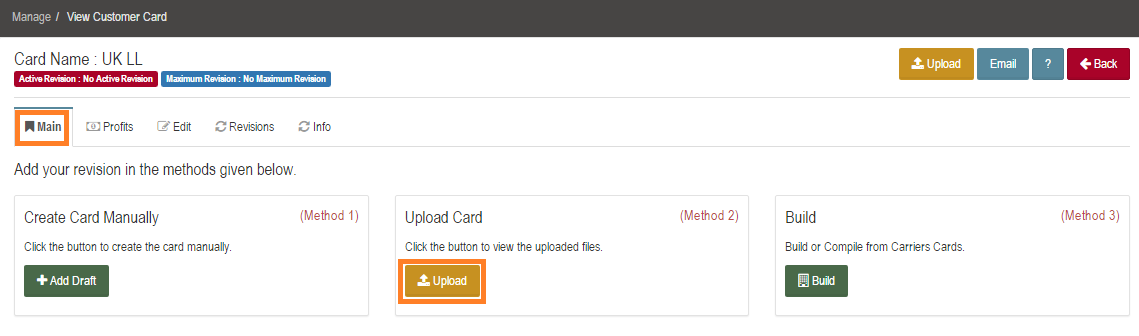 Manage / View Customer Card
Card Name : UK LL
Active Revision : No Active Revision Maximum Revision : No Maximum Revision
Upload Email ? Back
Main Profits Edit Revisions Info
Add your revision in the methods given below.
Create Card Manually (Method 1)
Click the button to create the card manually.
Add Draft
Upload Card (Method 2)
Click the button to view the uploaded files.
Upload
Build (Method 3)
Build or Compile from Carriers Cards.
Build